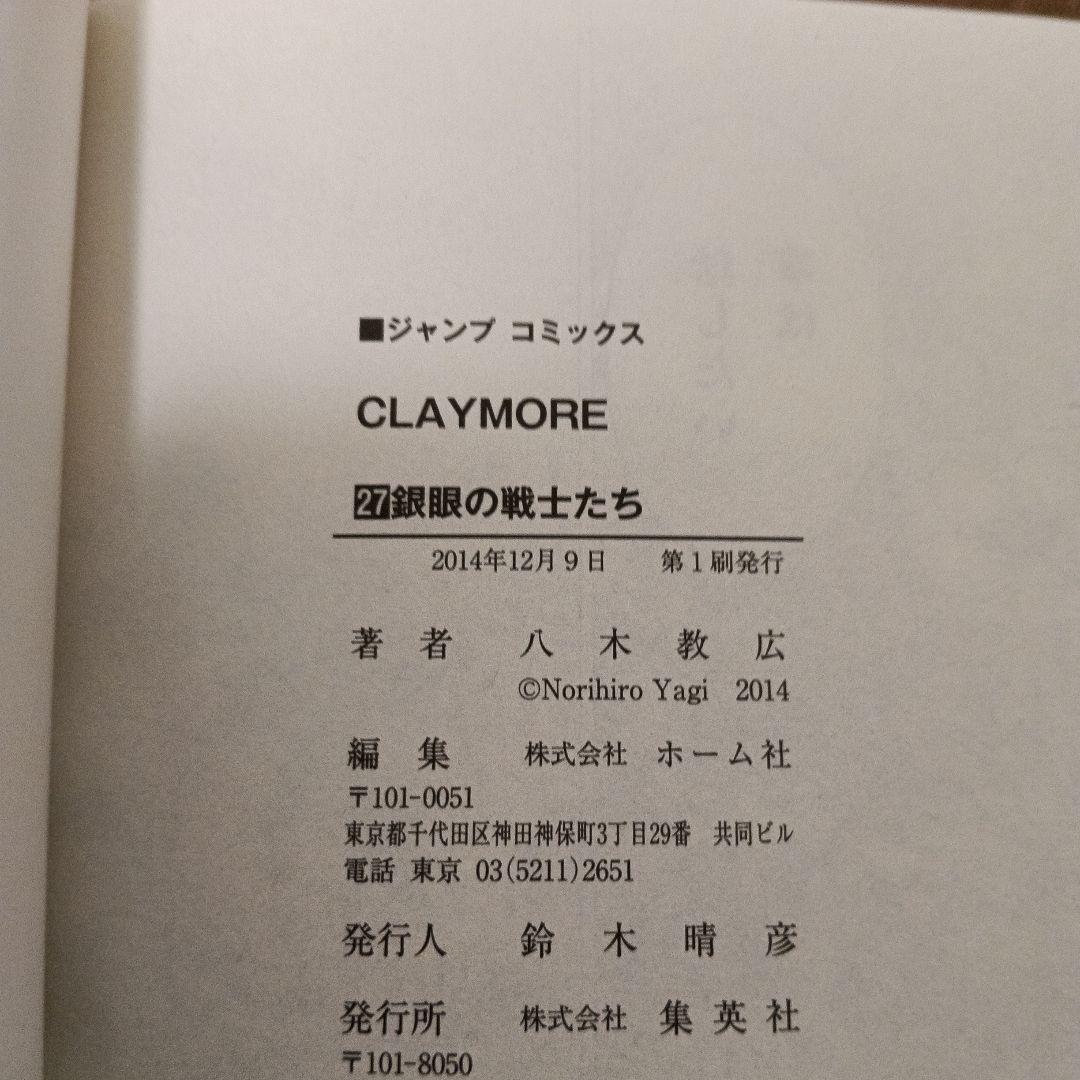 ■ジャンプ コミックス
CLAYMORE
27銀眼の戦士たち
2014年12月9日 第1刷発行
著者 八木教広
©Norihiro Yagi 2014
編集 株式会社 ホーム社
〒101-0051
東京都千代田区神田神保町3丁目29番 共同ビル
電話 東京 03(5211)2651
発行人 鈴木晴彦
発行所 株式会社 集英社
〒101-8050